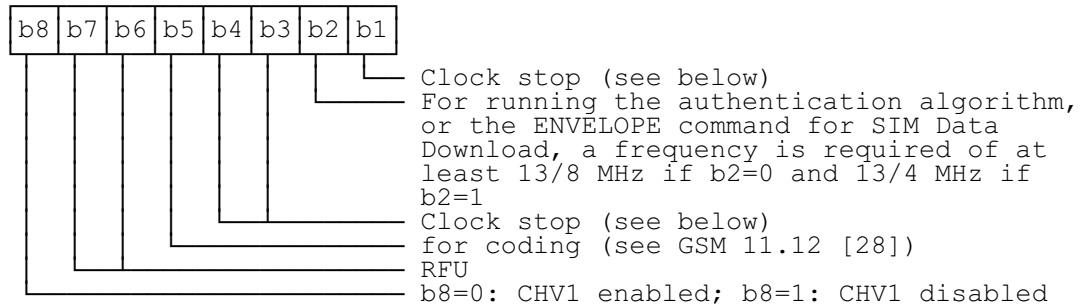 b8 b7 b6 b5 b4 b3 b2 b1
Clock stop (see below)
For running the authentication algorithm,
or the ENVELOPE command for SIM Data
Download, a frequency is required of at
least 13/8 MHz if b2=0 and 13/4 MHz if
b2=1
Clock stop (see below)
for coding (see GSM 11.12 [28])
RFU
b8=0: CHV1 enabled; b8=1: CHV1 disabled